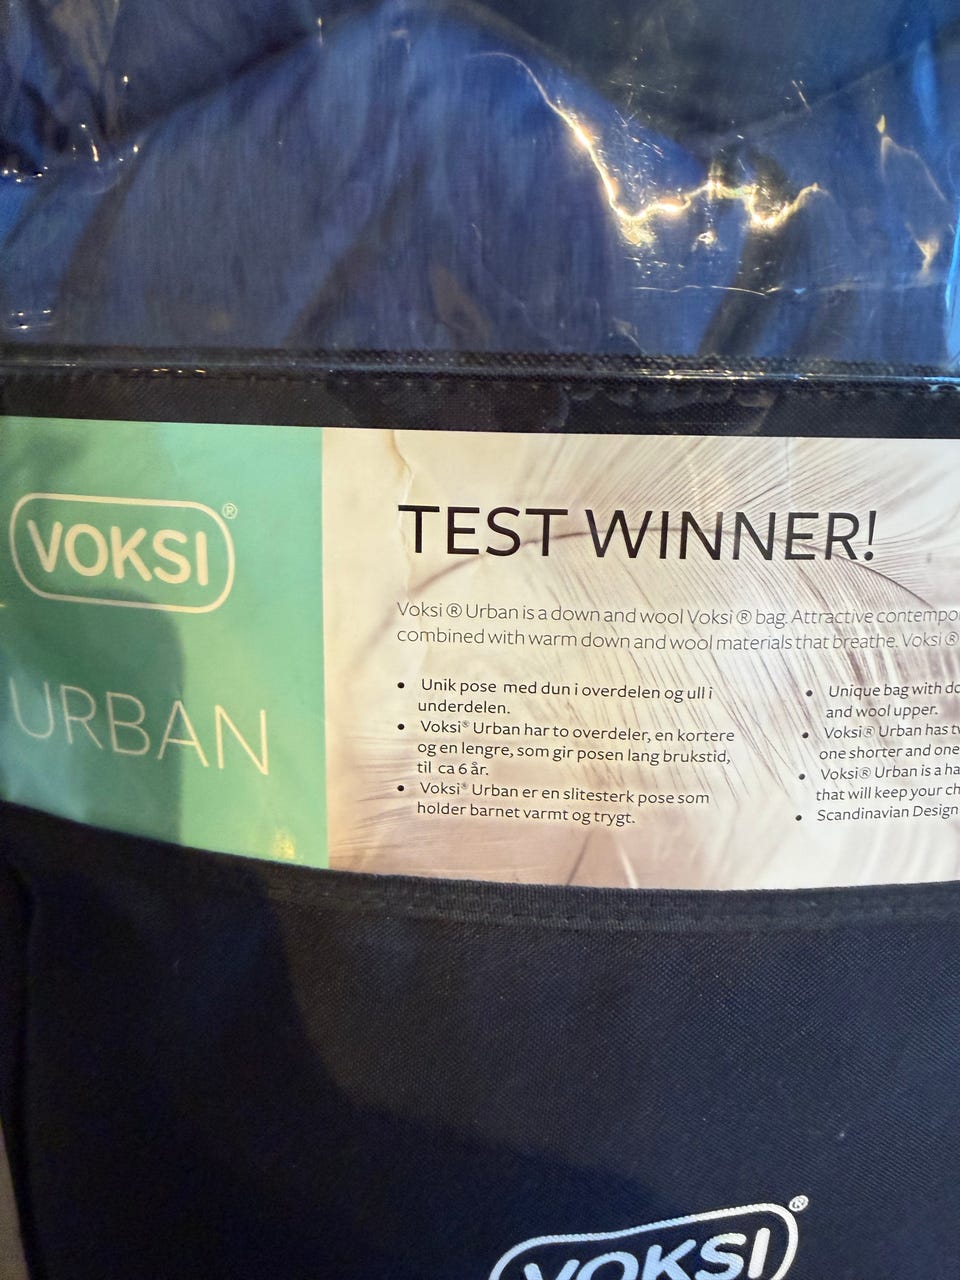 VOKSI®
URBAN
TEST WINNER!
Voksi ® Urban is a down and wool Voksi ® bag. Attractive
combined with warm down and wool materials that breathe. Voksi ®
• Unik pose med dun i overdelen og ull i
underdelen.
• Voksi® Urban har to overdeler, en kortere
og en lengre, som gir posen lang brukstid,
til ca 6 år.
• Voksi® Urban er en slitesterk pose som
holder barnet varmt og trygt.
• Unique bag with
and wool upper.
• Voksi® Urban has
one shorter and one
• Voksi® Urban is a
that will keep your
• Scandinavian Design
VOKSI®